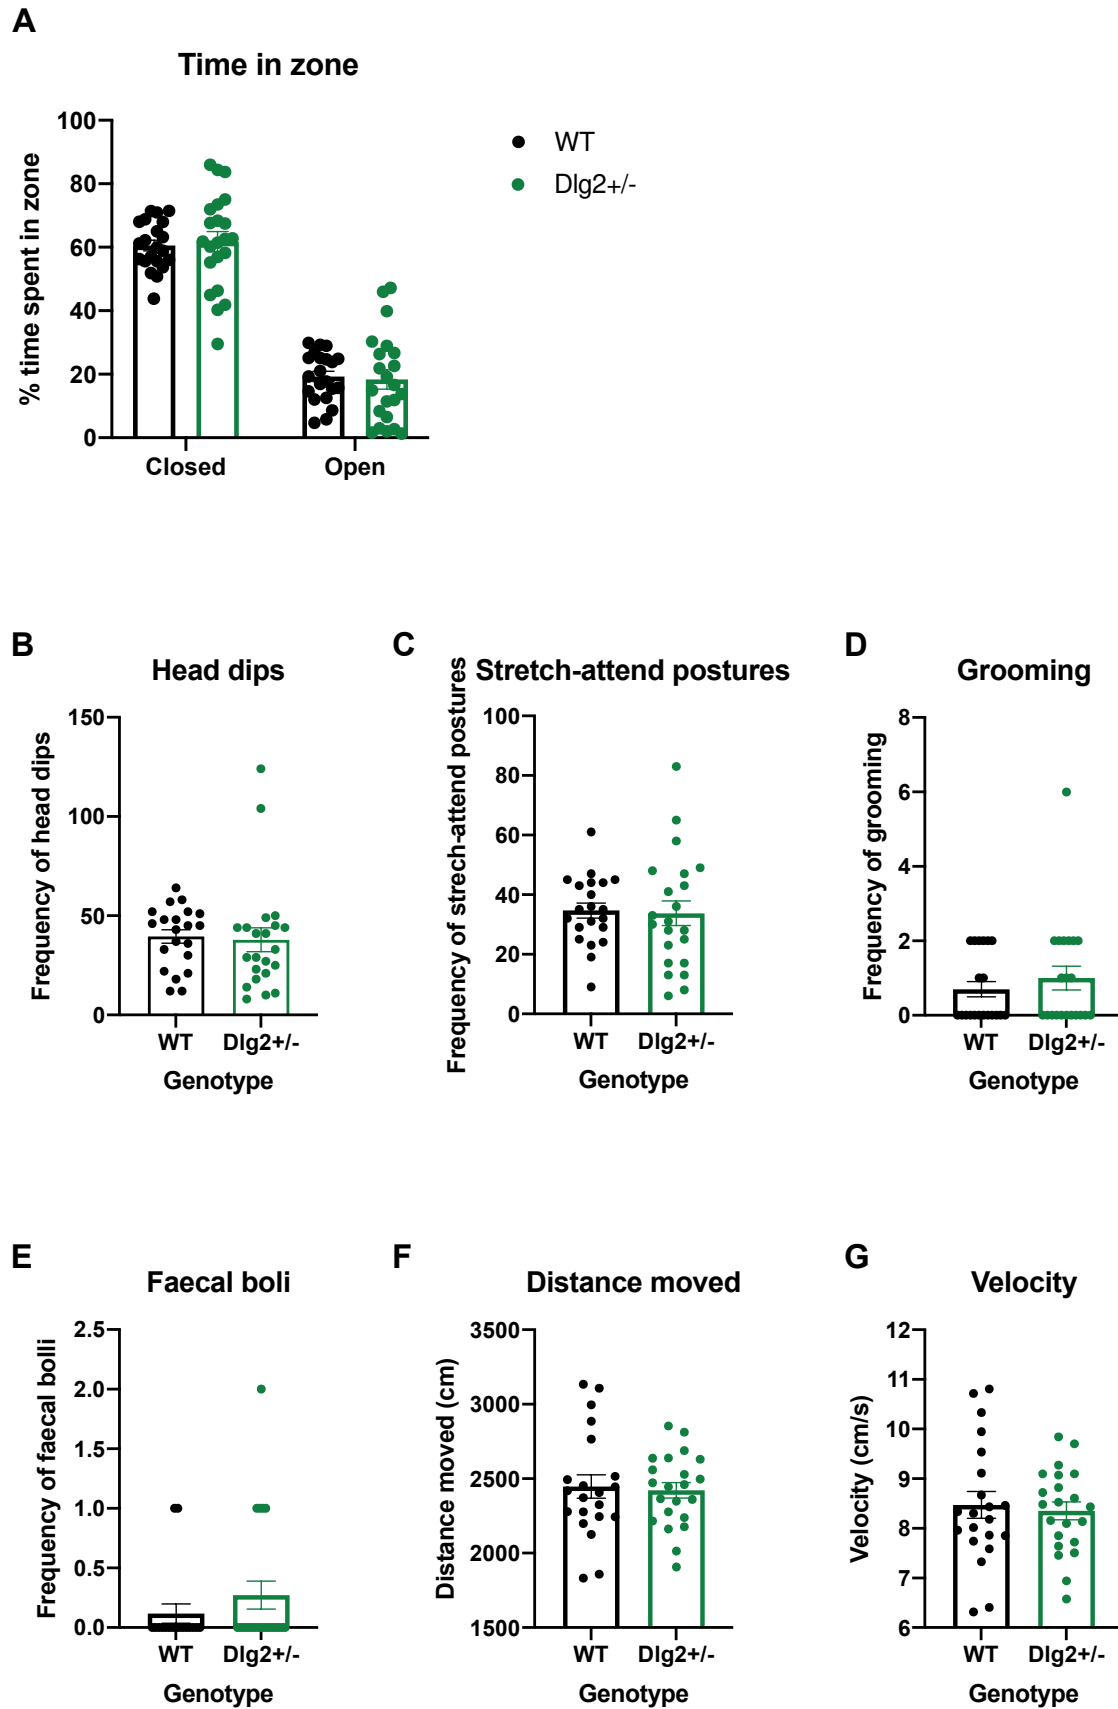 A
Time in zone
% time spent in zone
100
80
60
40
20
0
Closed
Open
WT
Dlg2+/-
B
Head dips
Frequency of head dips
150
100
50
0
WT
Dlg2+/-
Genotype
C
Stretch-attend postures
Frequency of strech-attend postures
100
80
60
40
20
0
WT
Dlg2+/-
Genotype
D
Grooming
Frequency of grooming
8
6
4
2
0
WT
Dlg2+/-
Genotype
E
Faecal boli
Frequency of faecal bolli
2.5
2.0
1.5
1.0
0.5
0.0
WT
Dlg2+/-
Genotype
F
Distance moved
Distance moved (cm)
3500
3000
2500
2000
1500
WT
Dlg2+/-
Genotype
G
Velocity
Velocity (cm/s)
12
11
10
9
8
7
6
WT
Dlg2+/-
Genotype